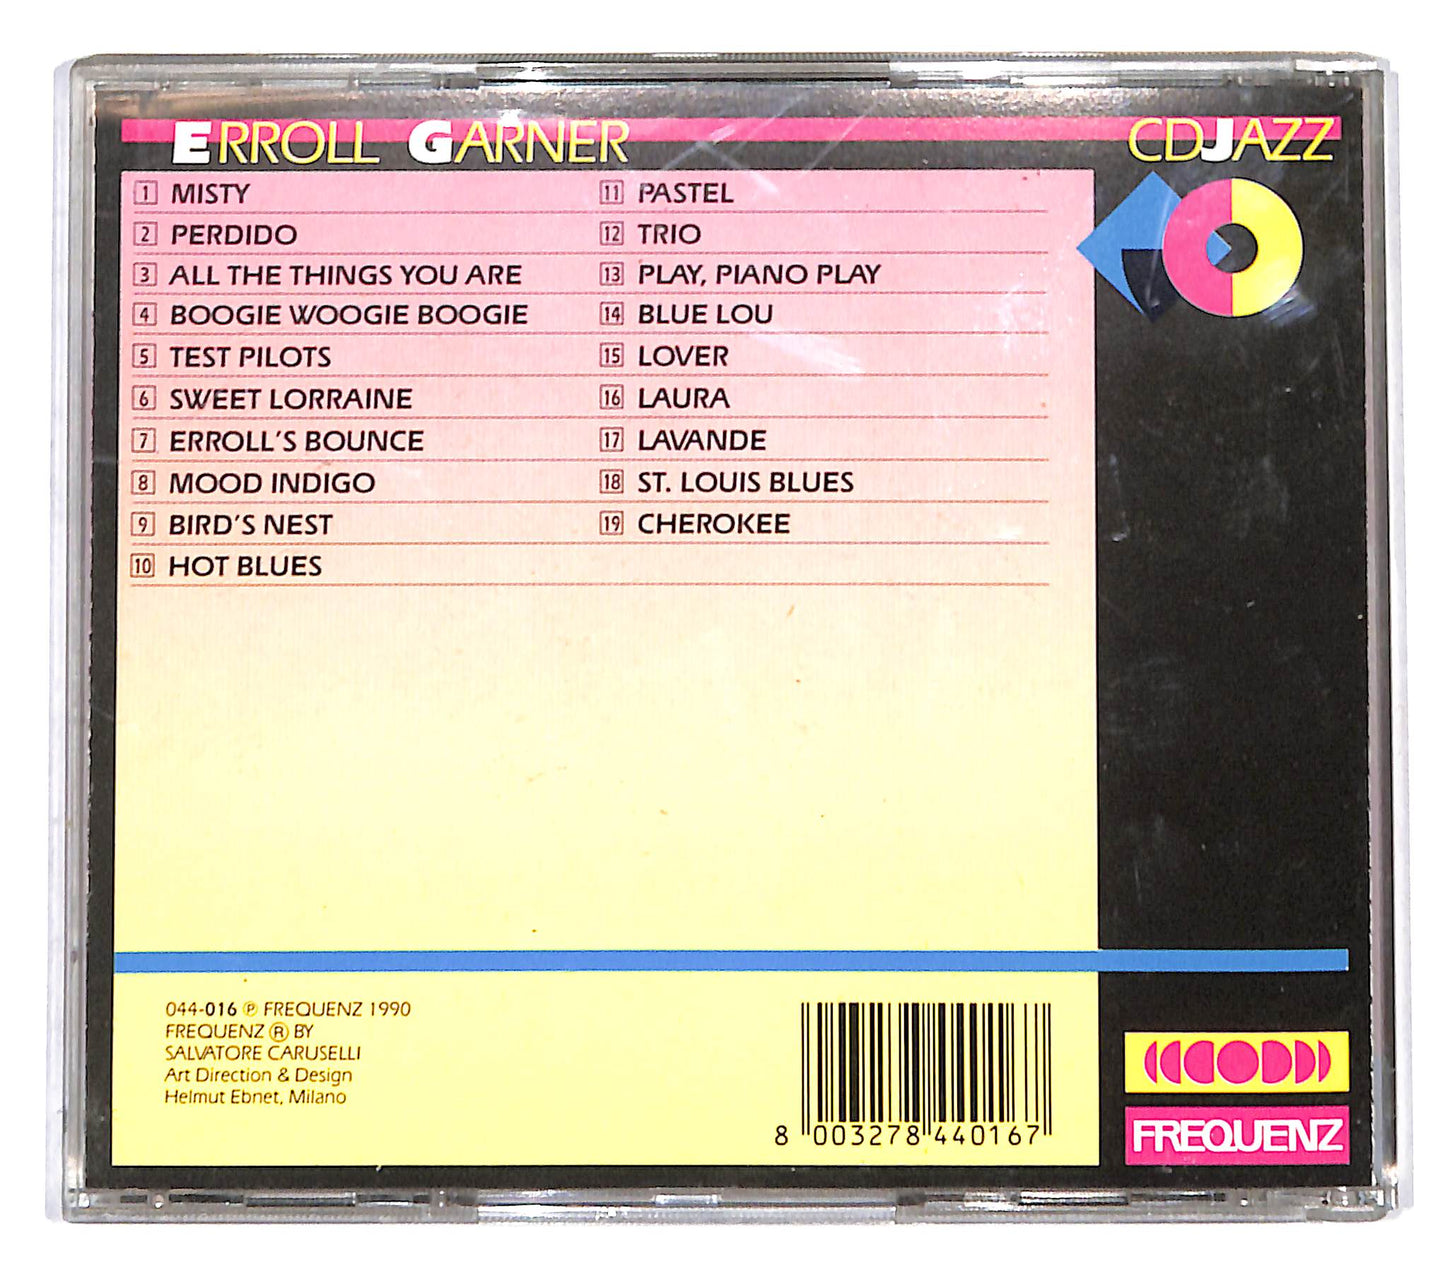 ERROLL GARNER
CDJAZZ
1 MISTY
2 PERDIDO
3 ALL THE THINGS YOU ARE
4 BOOGIE WOOGIE BOOGIE
5 TEST PILOTS
6 SWEET LORRAINE
7 ERROLL'S BOUNCE
8 MOOD INDIGO
9 BIRD'S NEST
10 HOT BLUES
11 PASTEL
12 TRIO
13 PLAY, PIANO PLAY
14 BLUE LOU
15 LOVER
16 LAURA
17 LAVANDE
18 ST. LOUIS BLUES
19 CHEROKEE
044-016 ℗ FREQUENZ 1990
FREQUENZ ® BY
SALVATORE CARUSELLI
Art Direction & Design
Helmut Ebnet, Milano
8 003278 440167
FREQUENZ